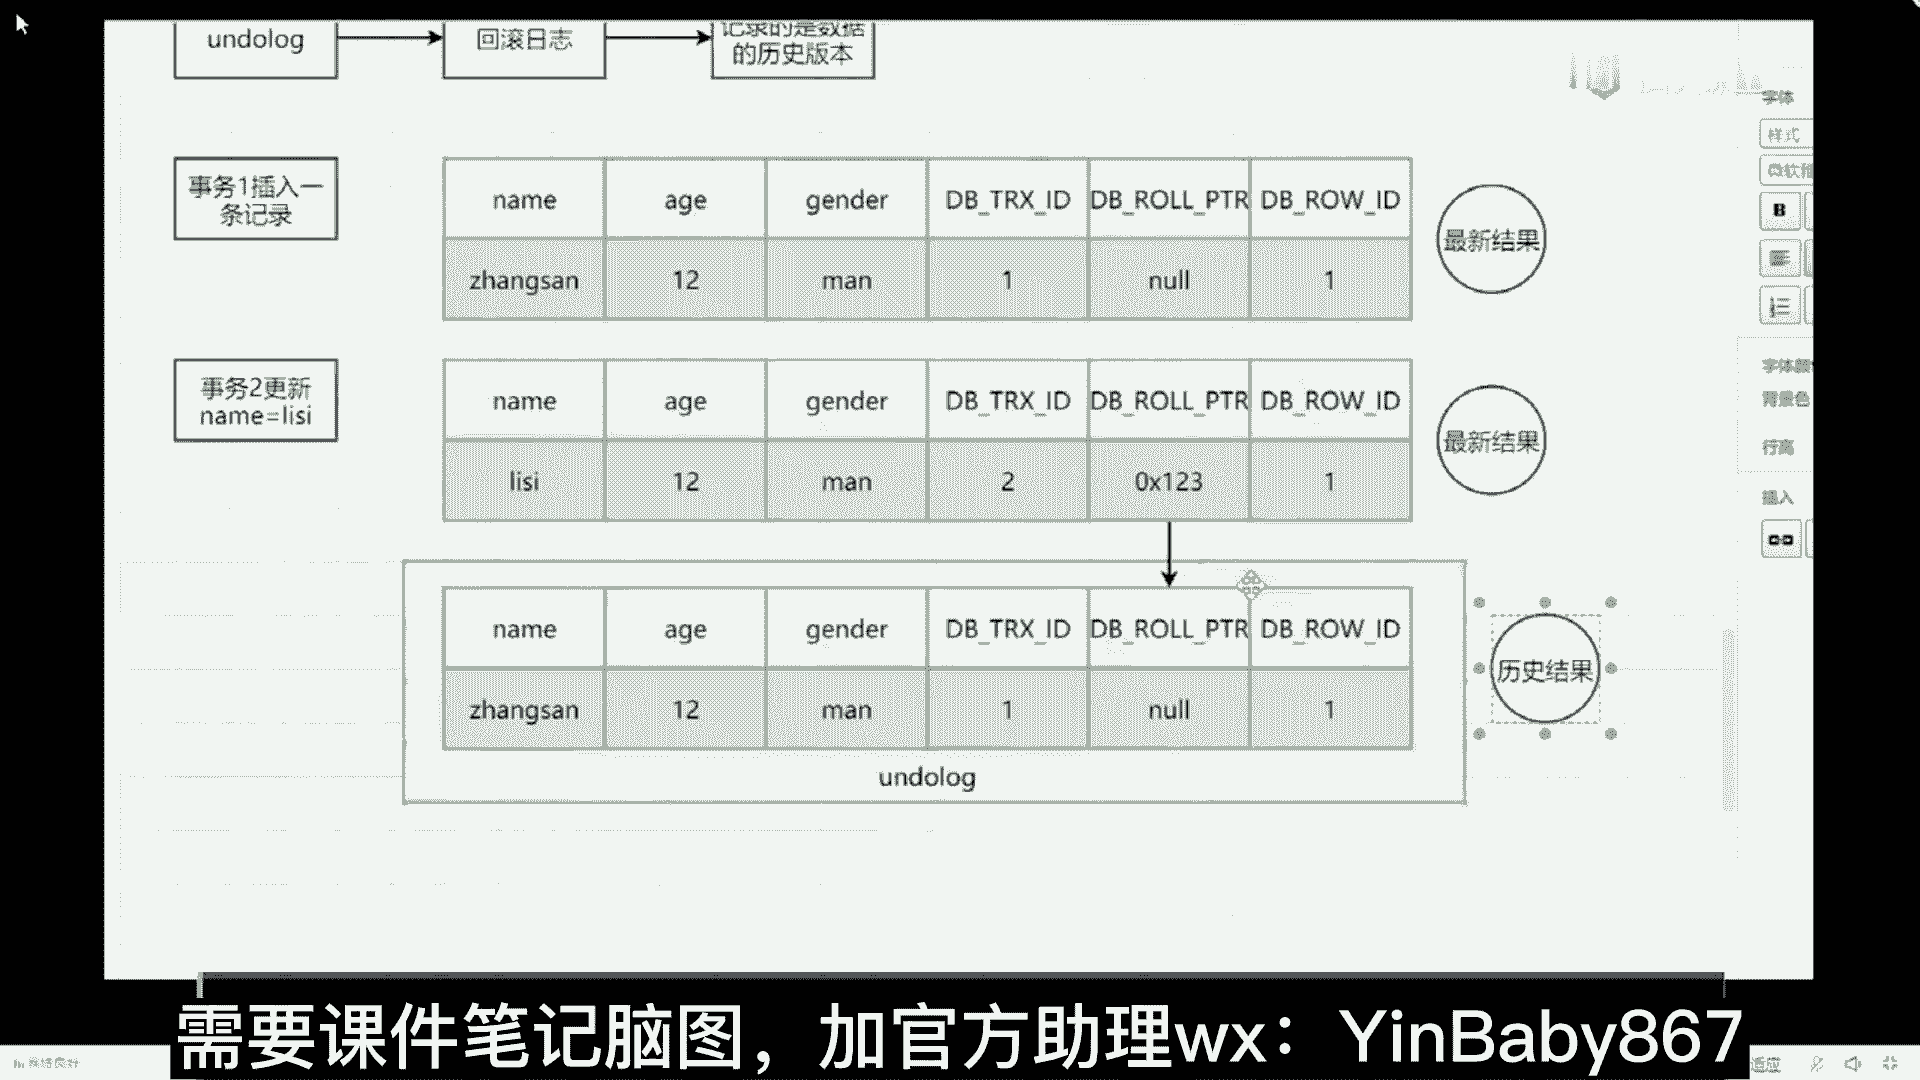 undolog
回滚日志
记录的是数据
的历史版本
字体
样式
事务1插入一
条记录
name age gender DB_TRX_ID DB_ROLL_PTR DB_ROW_ID
zhangsan 12 man 1 null 1
最新结果
B
事务2更新
name=lisi
name age gender DB_TRX_ID DB_ROLL_PTR DB_ROW_ID
lisi 12 man 2 0x123 1
最新结果
字体颜
背景色
行高
插入
name age gender DB_TRX_ID DB_ROLL_PTR DB_ROW_ID
zhangsan 12 man 1 null 1
历史结果
undolog
需要课件笔记脑图，加官方助理wx：YinBaby867
适应